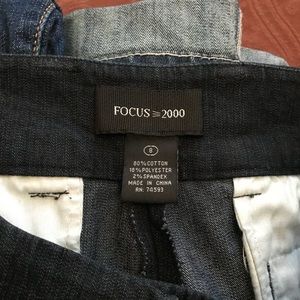 FOCUS 2000
8
80% COTTON
18% POLYESTER
2% SPANDEX
MADE IN CHINA
RN: 74593